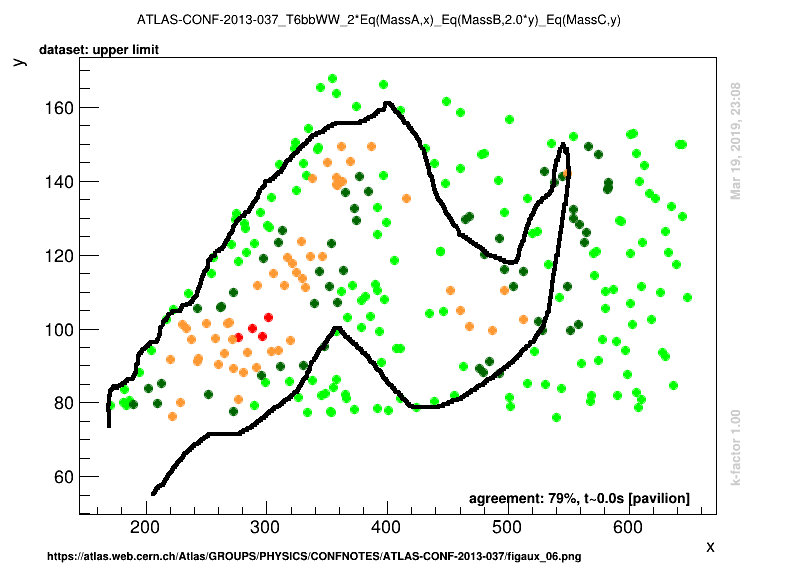 ATLAS-CONF-2013-037_T6bbWW_2*Eq(MassA,x)_Eq(MassB,2.0*y)_Eq(MassC,y)
dataset: upper limit
y
160
140
120
100
80
60
200
300
400
500
600
x
agreement: 79%, t~0.0s [pavilion]
Mar 19, 2019, 23:08
k-factor 1.00
https://atlas.web.cern.ch/Atlas/GROUPS/PHYSICS/CONFNOTES/ATLAS-CONF-2013-037/figaux_06.png